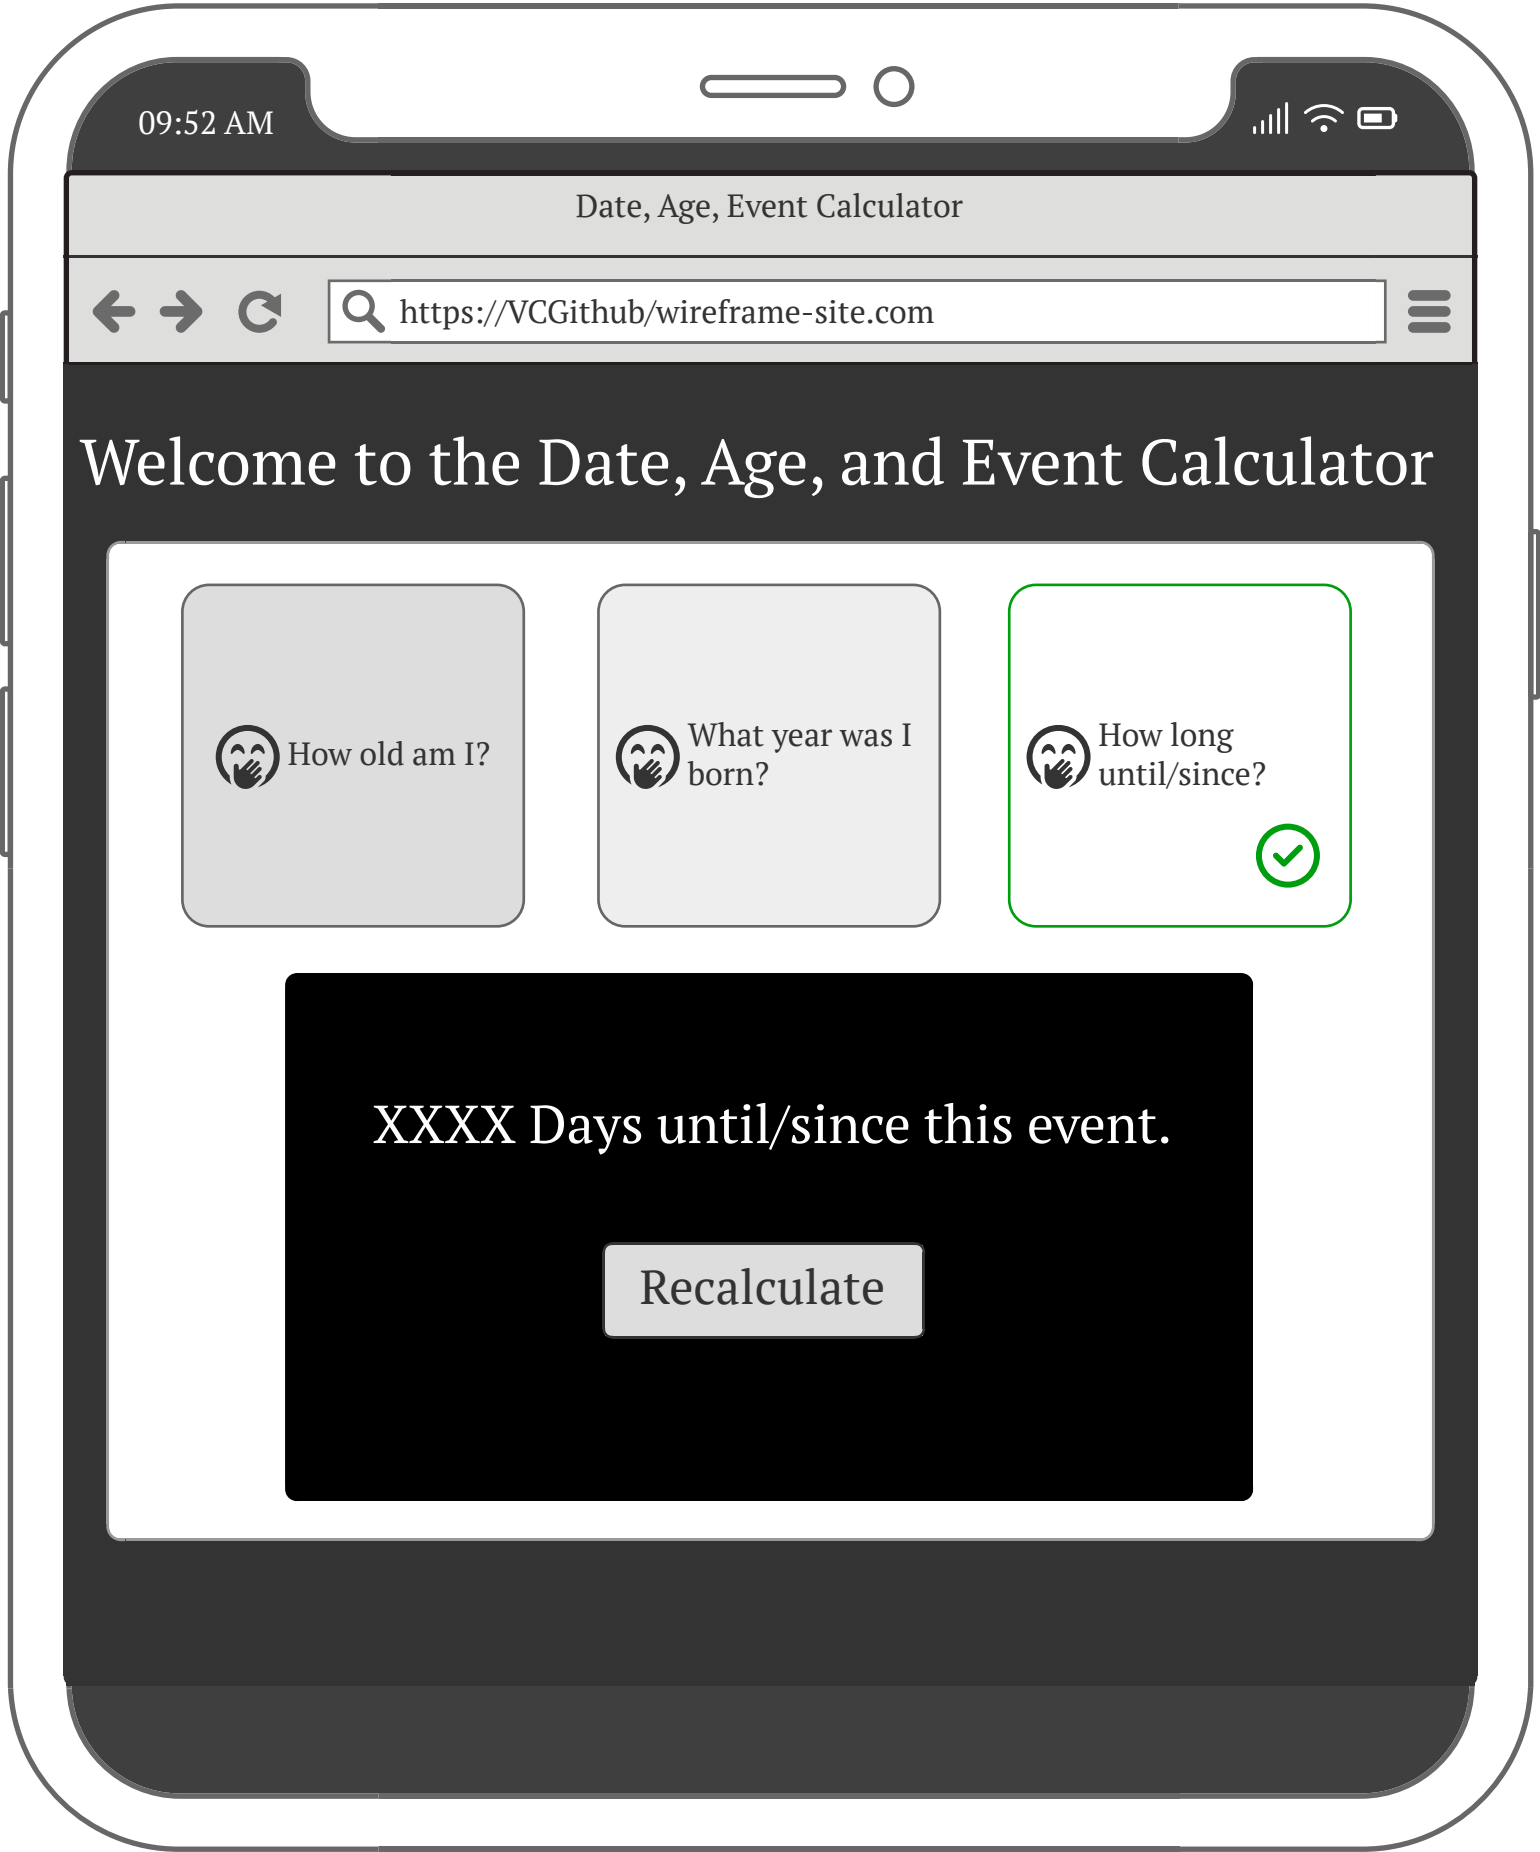 09:52 AM
Date, Age, Event Calculator
https://VCGithub/wireframe-site.com
Welcome to the Date, Age, and Event Calculator
How old am I?
What year was I
born?
How long
until/since?
XXXX Days until/since this event.
Recalculate